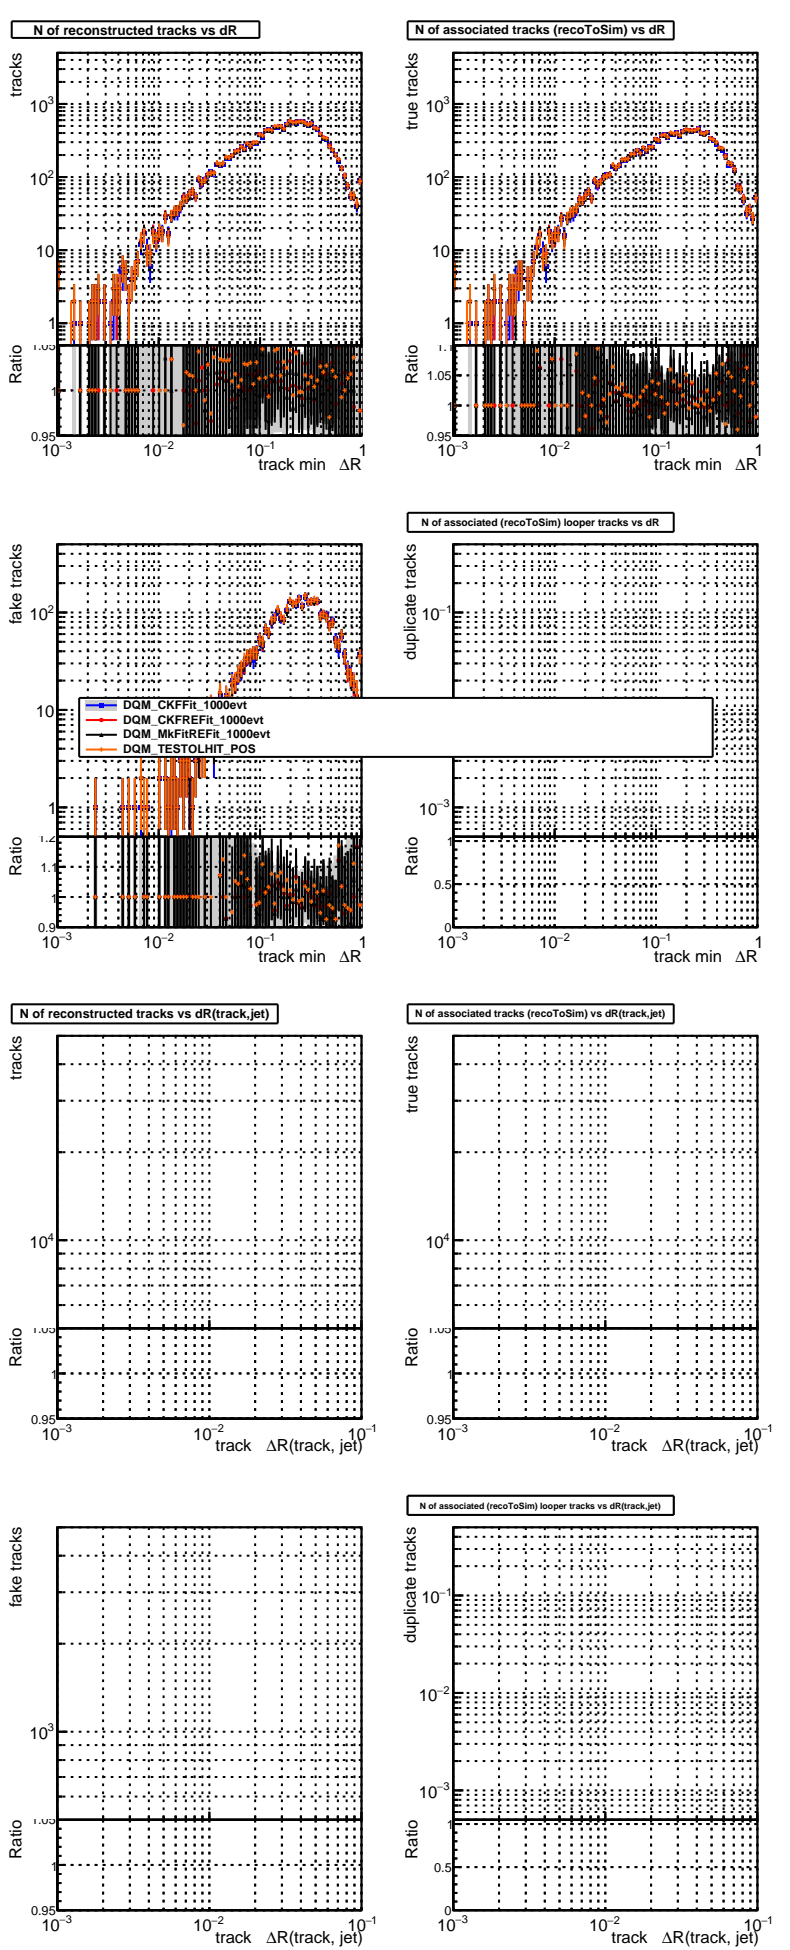 N of reconstructed tracks vs dR
N of associated tracks (recoToSim) vs dR
tracks
10³
10²
10
1
Ratio
1.05
1
0.95
10⁻³ 10⁻² 10⁻¹ 1
track min ΔR
true tracks
10³
10²
10
1
Ratio
1.1
1.05
1
0.95
10⁻³ 10⁻² 10⁻¹ 1
track min ΔR
N of associated (recoToSim) looper tracks vs dR
fake tracks
10²
10
1
Ratio
1.2
1.1
1
0.9
10⁻³ 10⁻² 10⁻¹ 1
track min ΔR
duplicate tracks
10⁻¹
10⁻³
Ratio
1
0.5
0
10⁻³ 10⁻² 10⁻¹ 1
track min ΔR
DQM_CKFFit_1000evt
DQM_CKFREFit_1000evt
DQM_MkFitREFit_1000evt
DQM_TESTOLHIT_POS
N of reconstructed tracks vs dR(track,jet)
N of associated tracks (recoToSim) vs dR(track,jet)
tracks
10⁴
Ratio
1.05
1
0.95
10⁻³ 10⁻² 10⁻¹
track ΔR(track, jet)
true tracks
10⁴
Ratio
1.05
1
0.95
10⁻³ 10⁻² 10⁻¹
track ΔR(track, jet)
N of associated (recoToSim) looper tracks vs dR(track,jet)
fake tracks
10³
Ratio
1.05
1
0.95
10⁻³ 10⁻² 10⁻¹
track ΔR(track, jet)
duplicate tracks
10⁻¹
10⁻²
10⁻³
Ratio
1
0.5
0
10⁻³ 10⁻² 10⁻¹
track ΔR(track, jet)